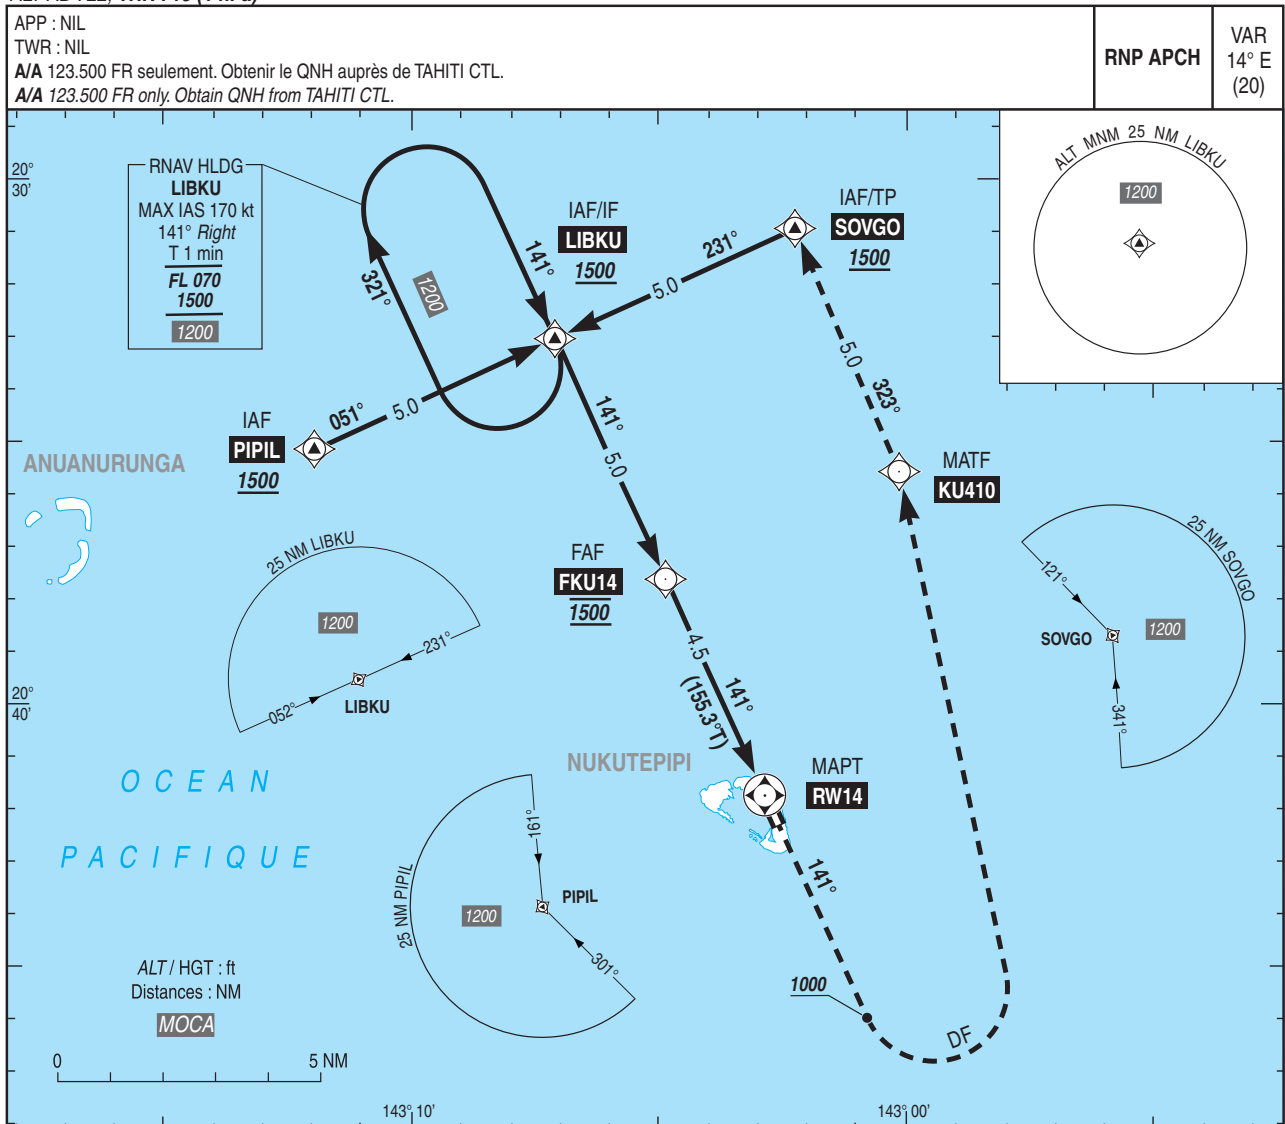 APP : NIL
TWR : NIL
A/A 123.500 FR seulement. Obtenir le QNH auprès de TAHITI CTL.
A/A 123.500 FR only. Obtain QNH from TAHITI CTL.
RNP APCH
VAR
14° E
(20)
20°
30'
RNAV HLDG
LIBKU
MAX IAS 170 kt
141° Right
T 1 min
FL 070
1500
1200
321°
1200
141°
IAF/IF
LIBKU
1500
231°
5.0
IAF/TP
SOVGO
1500
ALT MNM 25 NM LIBKU
1200
IAF
PIPIL
1500
051°
5.0
141°
5.0
5.0
323°
MATF
KU410
ANUANURUNGA
25 NM LIBKU
1200
231°
052°
LIBKU
FAF
FKU14
1500
4.5
141°
(155.3°T)
25 NM SOVGO
121°
SOVGO
1200
341°
20°
40'
NUKUTEPIPI
MAPT
RW14
141°
OCEAN
PACIFIQUE
161°
25 NM PIPIL
1200
PIPIL
301°
1000
DF
ALT / HGT : ft
Distances : NM
MOCA
0 5 NM
143° 10'
143° 00'